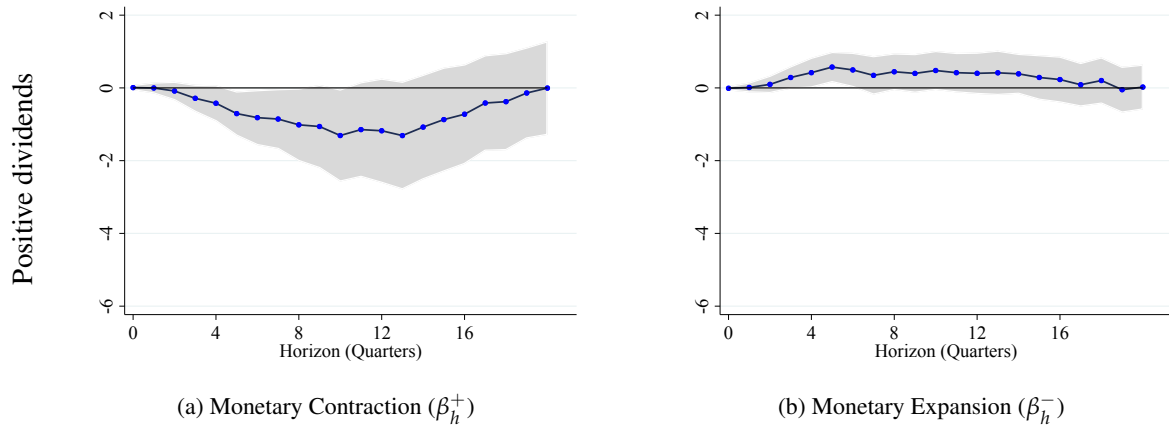 Positive dividends
2
0
-2
-4
-6
0 4 8 12 16
Horizon (Quarters)
(a) Monetary Contraction (β_h^+)
2
0
-2
-4
-6
0 4 8 12 16
Horizon (Quarters)
(b) Monetary Expansion (β_h^−)